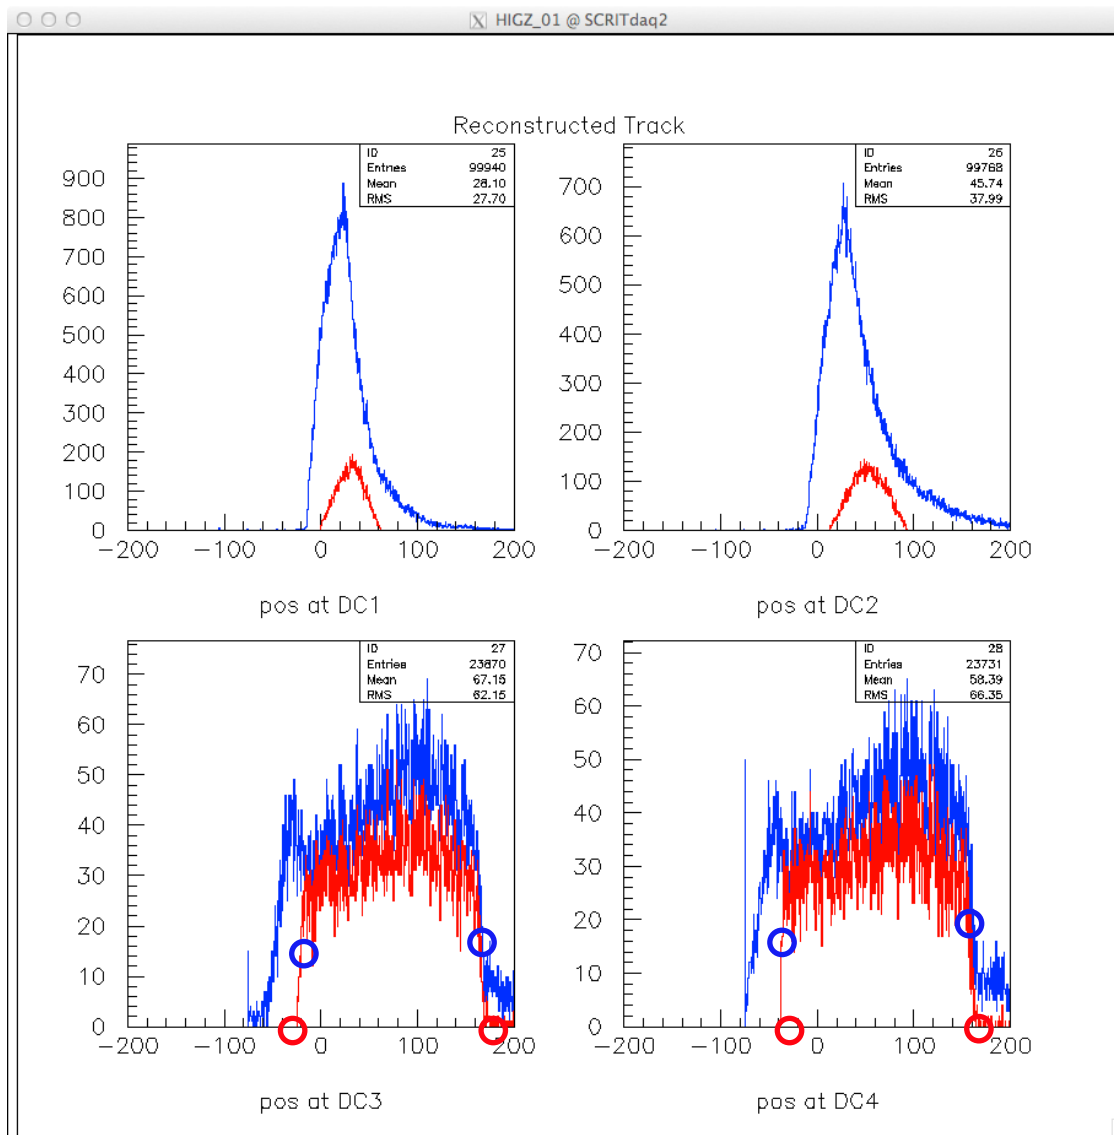 HIGZ_01 @ SCRITdaq2
Reconstructed Track
ID 25
Entries 99940
Mean 28.10
RMS 27.70
900
800
700
600
500
400
300
200
100
0
−200 −100 0 100 200
pos at DC1
ID 26
Entries 99768
Mean 45.74
RMS 37.99
700
600
500
400
300
200
100
0
−200 −100 0 100 200
pos at DC2
ID 27
Entries 23870
Mean 67.15
RMS 62.15
70
60
50
40
30
20
10
0
−200 −100 0 100 200
pos at DC3
ID 28
Entries 23731
Mean 58.39
RMS 66.35
70
60
50
40
30
20
10
0
−200 −100 0 100 200
pos at DC4